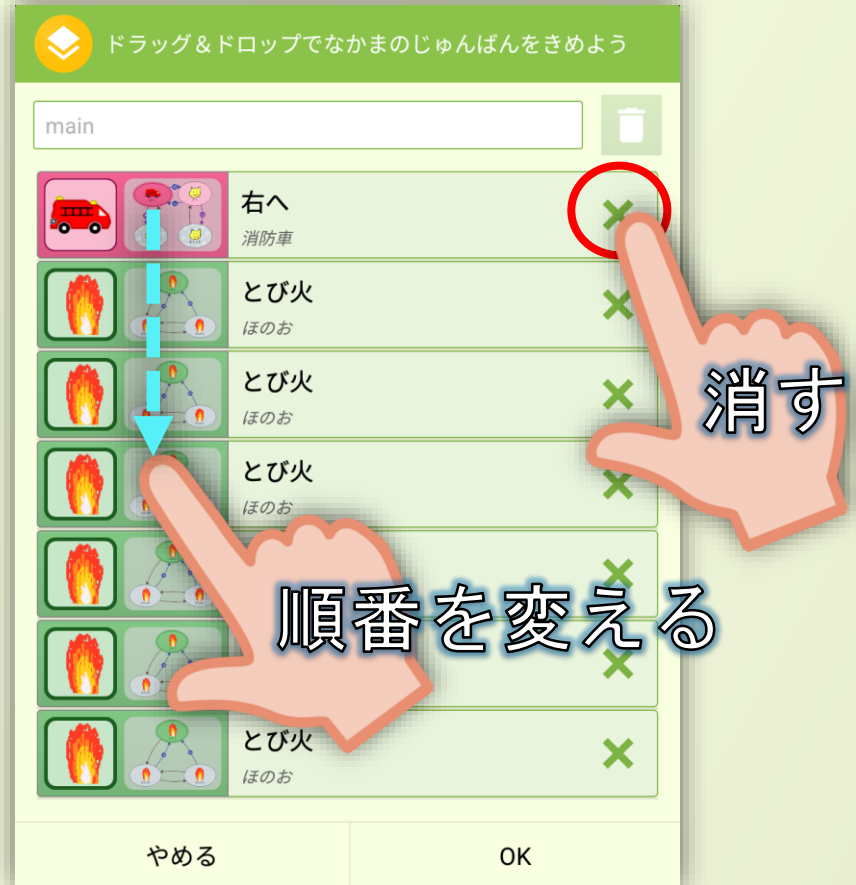 ドラッグ＆ドロップでなかまのじゅんばんをきめよう
main
右へ
消防車
とび火
ほのお
とび火
ほのお
消す
とび火
ほのお
順番を変える
とび火
ほのお
やめる
OK